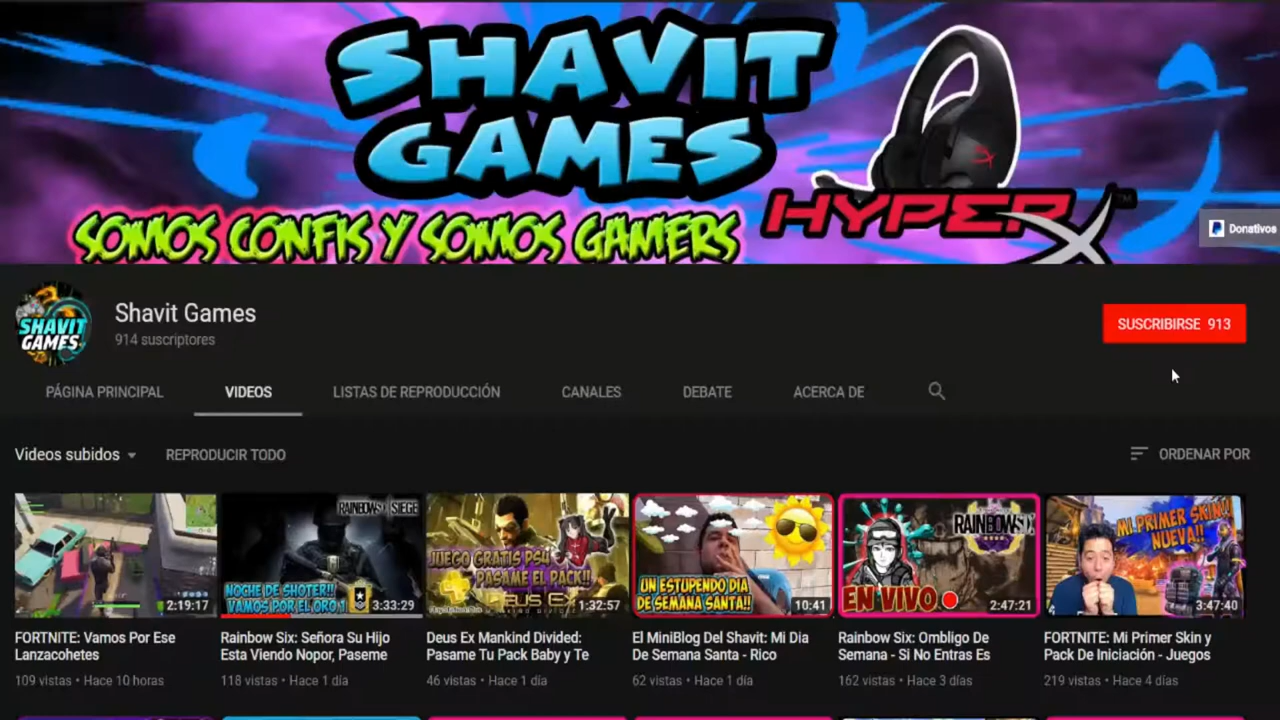 SHAVIT
GAMES
SOMOS CONFIS Y SOMOS GAMERS
HYPERX™
Donativos
SHAVIT
GAMES
Shavit Games
914 suscriptores
SUSCRIBIRSE 913
PÁGINA PRINCIPAL VIDEOS LISTAS DE REPRODUCCIÓN CANALES DEBATE ACERCA DE
Videos subidos REPRODUCIR TODO ORDENAR POR
2:19:17
RAINBOW SIX SIEGE
NOCHE DE SHOTER!!
VAMOS POR EL ORO 1
3:33:29
JUEGO GRATIS PS4
PASAME EL PACK!!
DEUS EX
1:32:57
UN ESTUPENDO DIA
DE SEMANA SANTA!!
10:41
RAINBOW SIX
EN VIVO
2:47:21
MI PRIMER SKIN!!
NUEVA!!
3:47:40
FORTNITE: Vamos Por Ese
Lanzacohetes
109 vistas • Hace 10 horas
Rainbow Six: Señora Su Hijo
Esta Viendo Nopor, Paseme
118 vistas • Hace 1 día
Deus Ex Mankind Divided:
Pasame Tu Pack Baby y Te
46 vistas • Hace 1 día
El MiniBlog Del Shavit: Mi Dia
De Semana Santa - Rico
62 vistas • Hace 1 día
Rainbow Six: Ombligo De
Semana - Si No Entras Es
162 vistas • Hace 3 días
FORTNITE: Mi Primer Skin y
Pack De Iniciación - Juegos
219 vistas • Hace 4 días